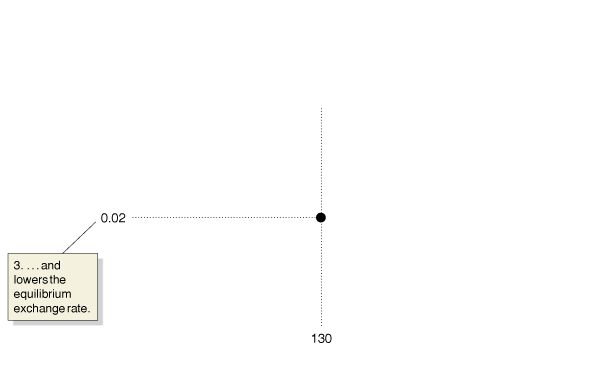 0.02
3. . . . and
lowers the
equilibrium
exchange rate.
130